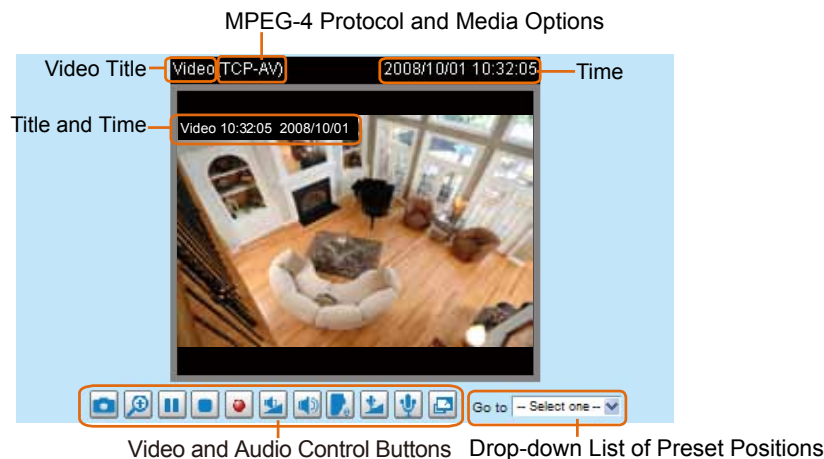 MPEG-4 Protocol and Media Options
Video Title
Video (TCP-AV)
2008/10/01 10:32:05
Time
Title and Time
Video 10:32:05 2008/10/01
Go to -- Select one --
Video and Audio Control Buttons
Drop-down List of Preset Positions